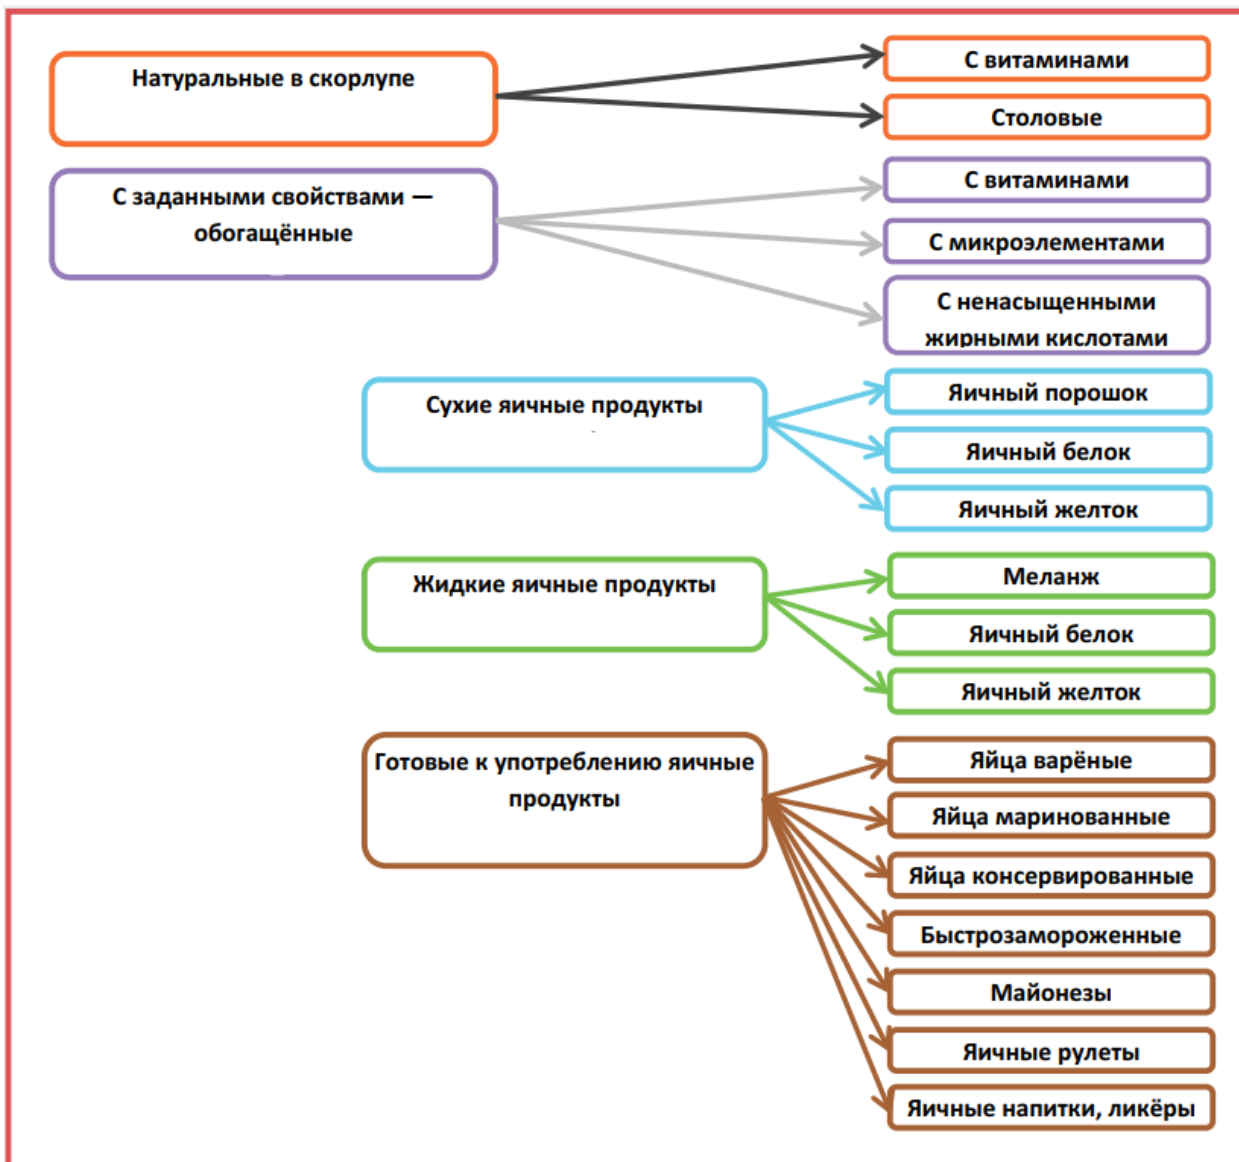 Натуральные в скорлупе
С витаминами
Столовые
С заданными свойствами —
обогащённые
С витаминами
С микроэлементами
С ненасыщенными
жирными кислотами
Сухие яичные продукты
Яичный порошок
Яичный белок
Яичный желток
Жидкие яичные продукты
Меланж
Яичный белок
Яичный желток
Готовые к употреблению яичные
продукты
Яйца варёные
Яйца маринованные
Яйца консервированные
Быстрозамороженные
Майонезы
Яичные рулеты
Яичные напитки, ликёры